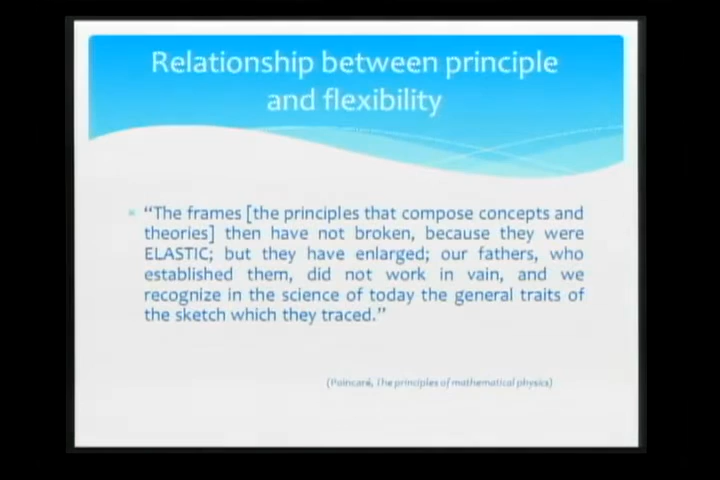 Relationship between principle
and flexibility
“The frames [the principles that compose concepts and
theories] then have not broken, because they were
ELASTIC; but they have enlarged; our fathers, who
established them, did not work in vain, and we
recognize in the science of today the general traits of
the sketch which they traced.”
(Poincaré, The principles of mathematical physics)